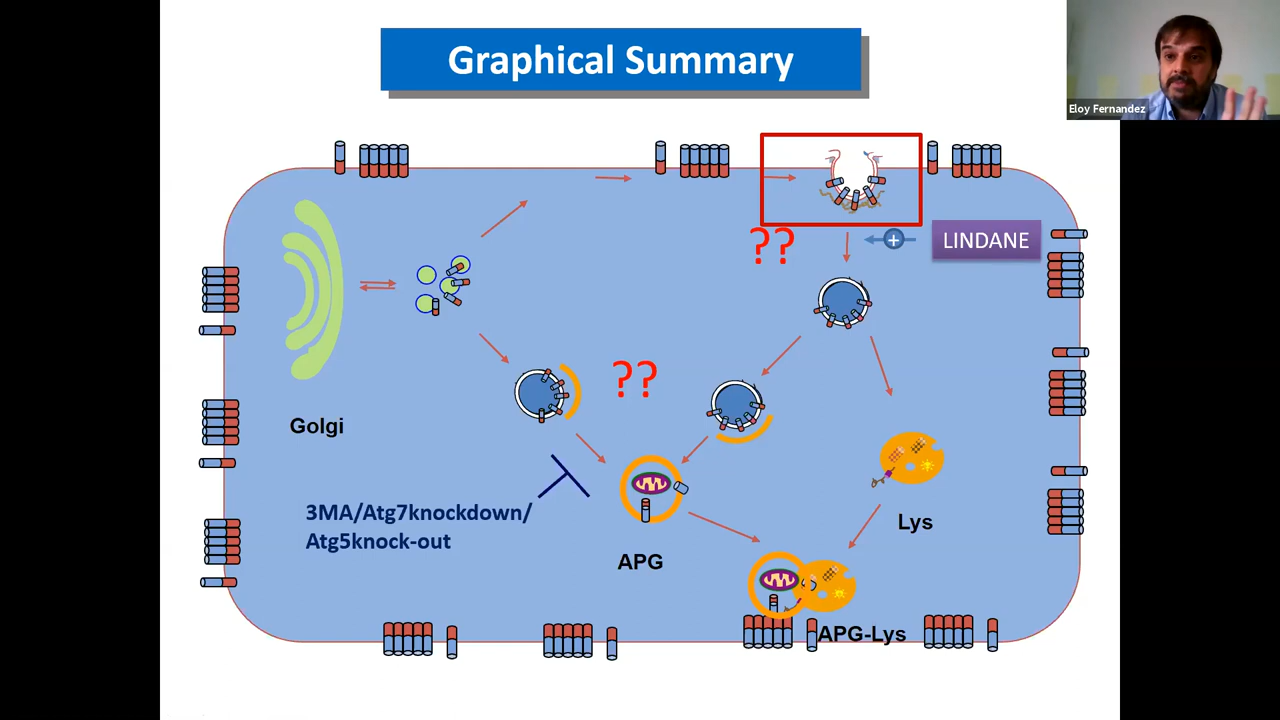 Graphical Summary
Eloy Fernandez
??
+
LINDANE
??
Golgi
3MA/Atg7knockdown/
Atg5knock-out
Lys
APG
APG-Lys